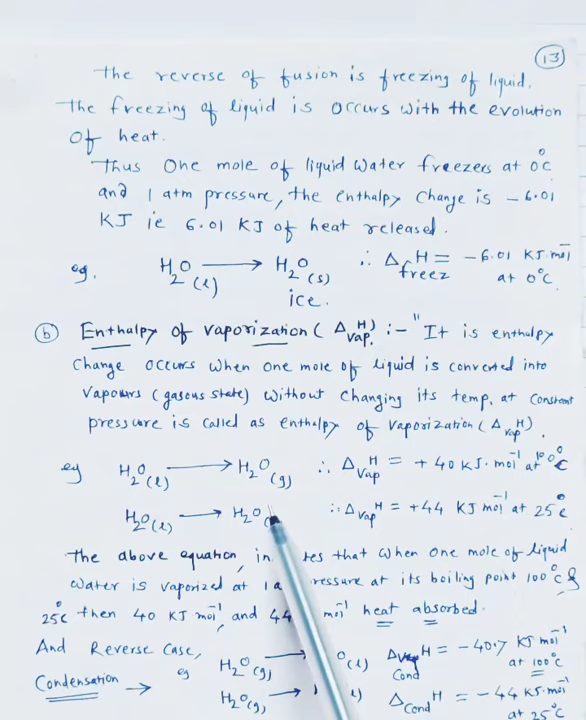 13
The reverse of fusion is freezing of liquid.
The freezing of liquid is occurs with the evolution
of heat.
Thus One mole of liquid water freezers at 0°C
and 1 atm pressure, the enthalpy change is -6.01
KJ ie 6.01 KJ of heat released.
eg. H₂O(l) ⟶ H₂O(s) ∴ ΔfreezH = -6.01 KJ.mol⁻
ice. at 0°C
(b) Enthalpy of vaporization (Δvap.H) :- "It is enthalpy
change occurs when one mole of liquid is converted into
vapours (gasous state) without changing its temp. at constant
pressure is called as enthalpy of vaporization (ΔvapH).
eg H₂O(l) ⟶ H₂O(g) ∴ ΔvapH = +40 KJ.mol⁻¹ at 100°C
H₂O(l) ⟶ H₂O( ∴ ΔvapH = +44 KJ mol⁻¹ at 25°C
The above equation, in tes that when one mole of liquid
water is vaporized at 1 a ressure at its boiling point 100°C &
25°C then 40 KJ mol⁻¹, and 44 mol⁻¹ heat absorbed.
And Reverse Case,
Condensation → eg H₂O(g) ⟶ O(l) ΔCondH = -40.7 KJ mol⁻¹
at 100°C
H₂O(g) ⟶ l) ΔCondH = -44 KJ.mol⁻¹
at 25°C